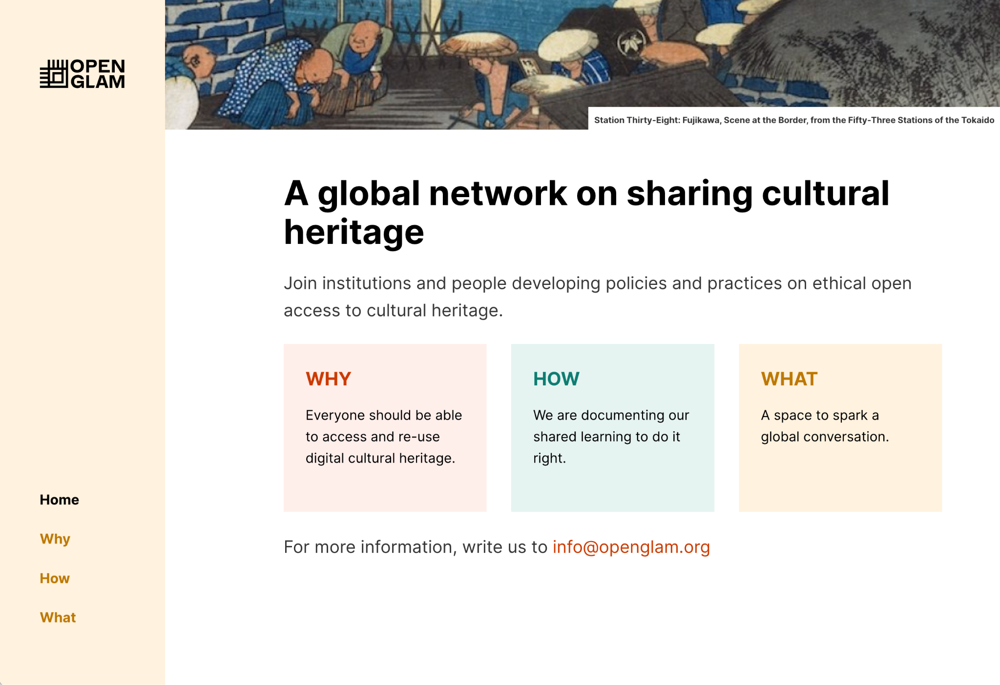 OPEN
GLAM
Station Thirty-Eight: Fujikawa, Scene at the Border, from the Fifty-Three Stations of the Tokaido
A global network on sharing cultural
heritage
Join institutions and people developing policies and practices on ethical open
access to cultural heritage.
WHY
Everyone should be able
to access and re-use
digital cultural heritage.
HOW
We are documenting our
shared learning to do it
right.
WHAT
A space to spark a
global conversation.
For more information, write us to info@openglam.org
Home
Why
How
What